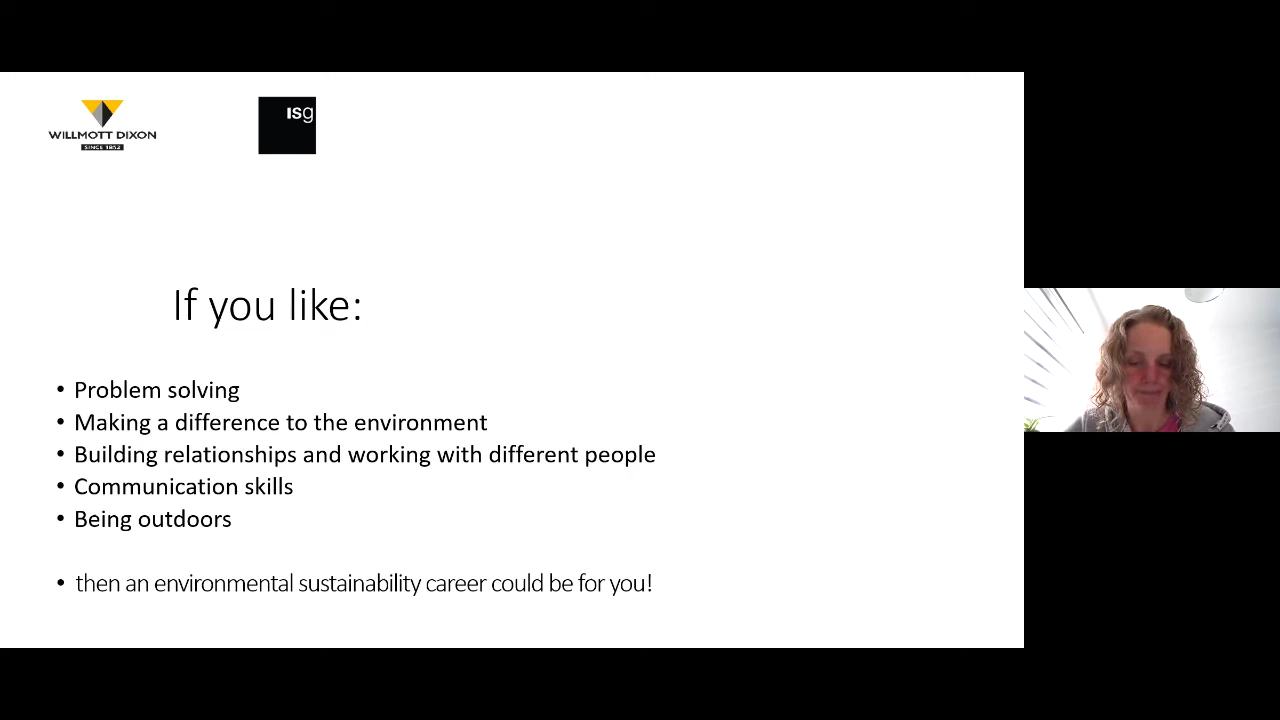 WILLMOTT DIXON
SINCE 1852
ISg
If you like:
• Problem solving
• Making a difference to the environment
• Building relationships and working with different people
• Communication skills
• Being outdoors
• then an environmental sustainability career could be for you!